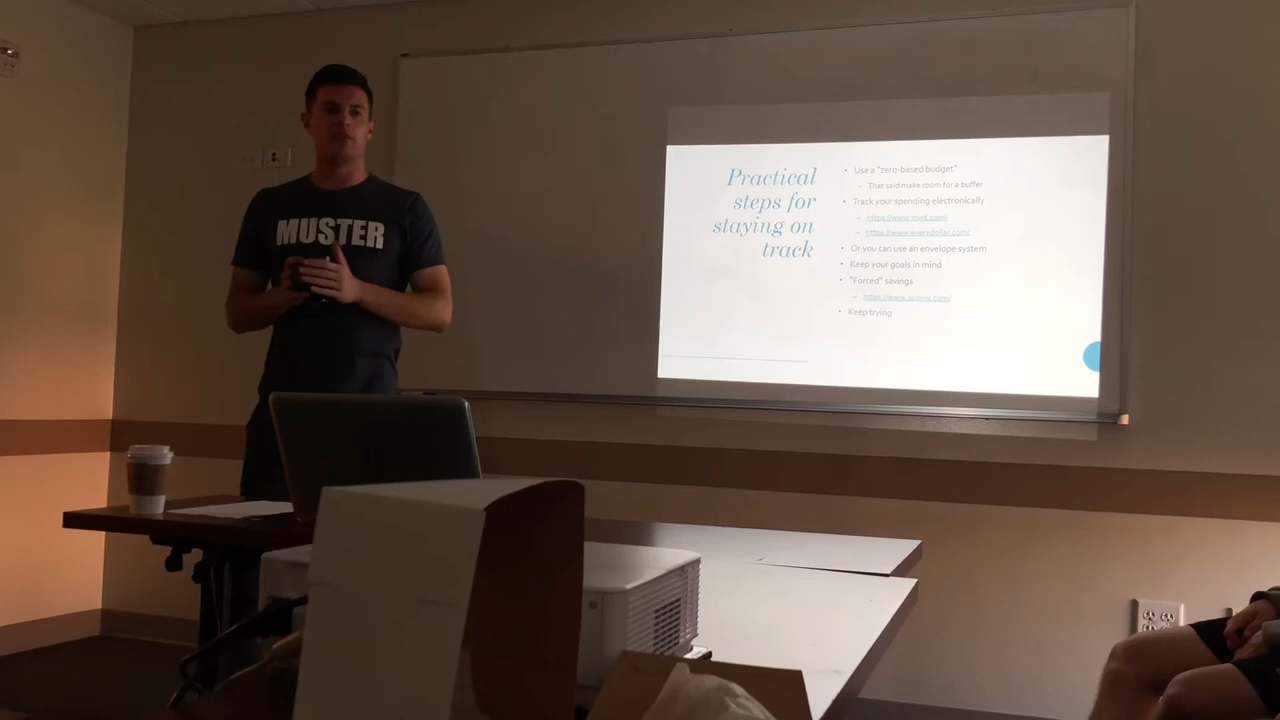 MUSTER
Practical
steps for
staying on
track
• Use a "zero-based budget"
– That said make room for a buffer
• Track your spending electronically
– https://www.mint.com/
– https://www.everydollar.com/
• Or you can use an envelope system
• Keep your goals in mind
• "Forced" savings
– https://www.acorns.com/
• Keep trying